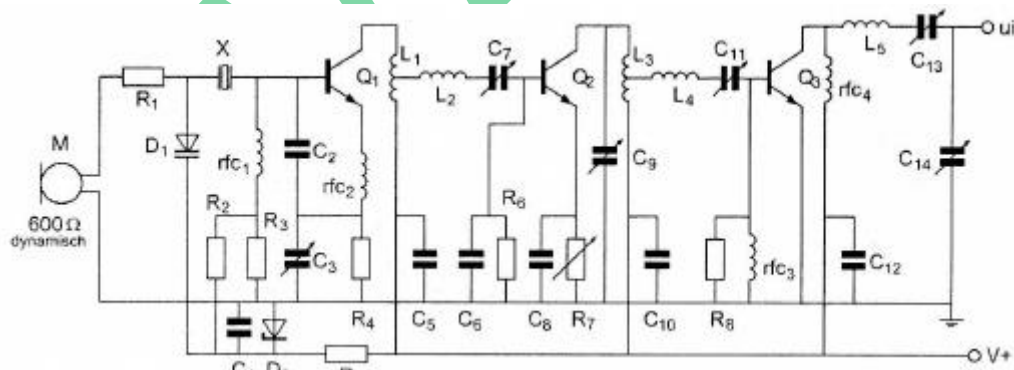 M
600 Ω
dynamisch
R1
D1
X
rfc1
R2
R3
C2
C3
Q1
rfc2
R4
L1
L2
C5
C7
C6
R6
Q2
C8
R7
C9
L3
L4
C10
C11
R8
rfc3
Q3
rfc4
C12
L5
C13
C14
ui
V+